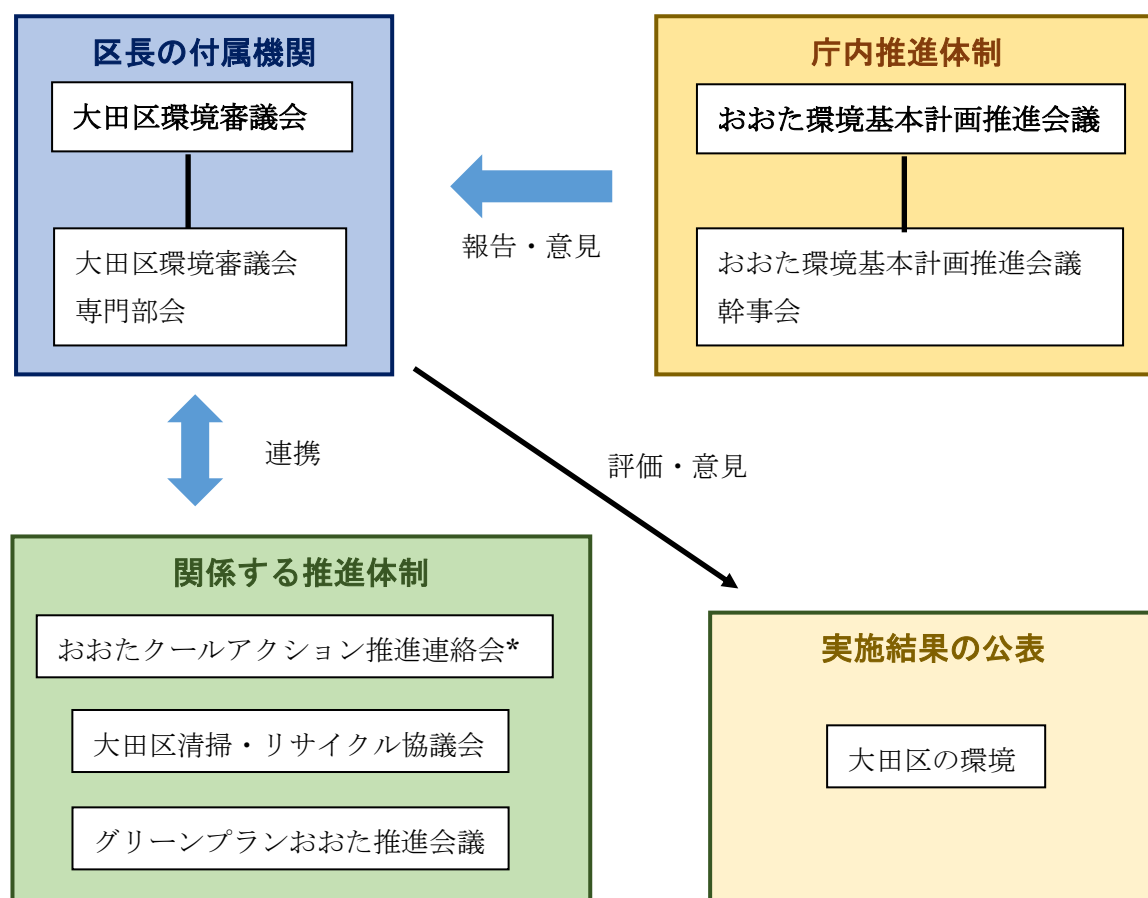 区長の付属機関
大田区環境審議会
大田区環境審議会
専門部会
報告・意見
庁内推進体制
おおた環境基本計画推進会議
おおた環境基本計画推進会議
幹事会
連携
評価・意見
関係する推進体制
おおたクールアクション推進連絡会*
大田区清掃・リサイクル協議会
グリーンプランおおた推進会議
実施結果の公表
大田区の環境